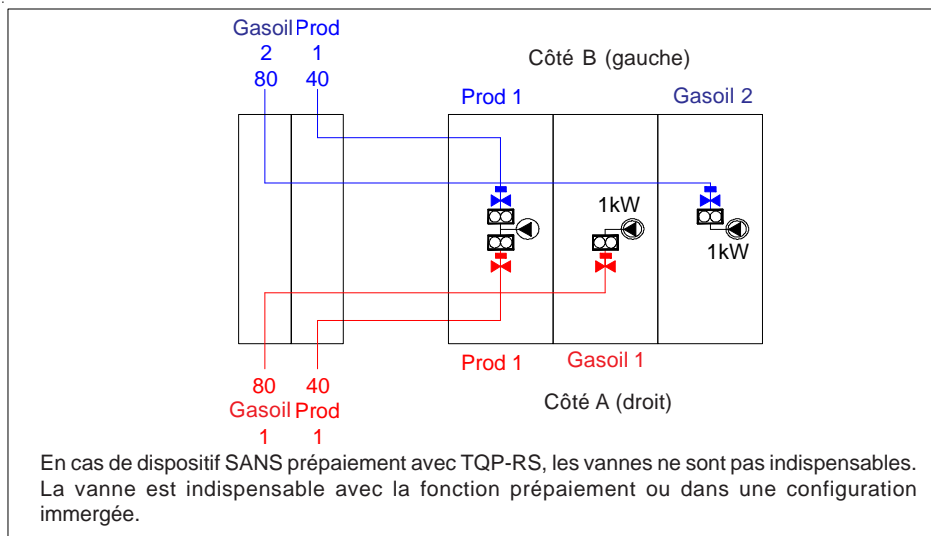 Gasoil Prod
2 1
80 40
Côté B (gauche)
Prod 1
Gasoil 2
1kW
1kW
Prod 1
Gasoil 1
80 40
Gasoil Prod
1 1
Côté A (droit)
En cas de dispositif SANS prépaiement avec TQP-RS, les vannes ne sont pas indispensables.
La vanne est indispensable avec la fonction prépaiement ou dans une configuration
immergée.